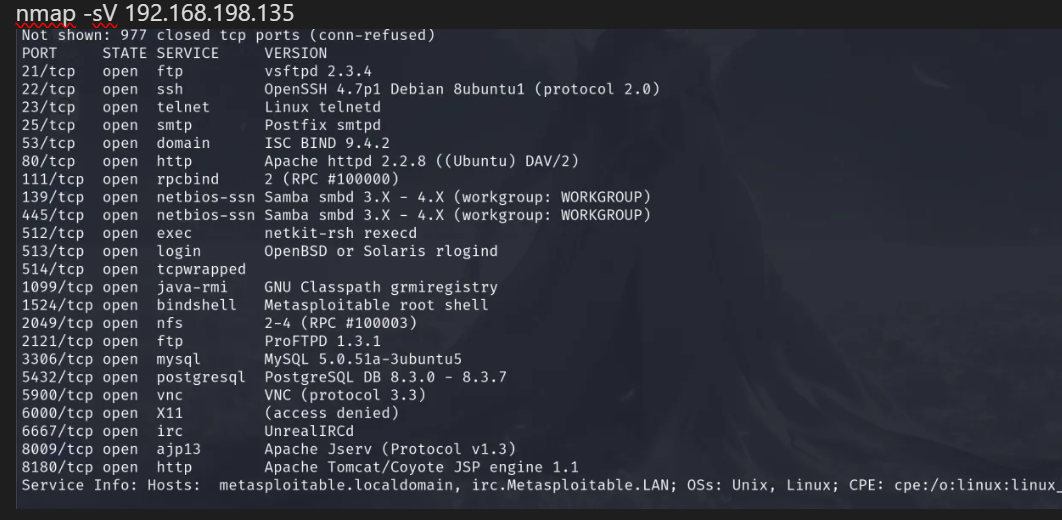 nmap -sV 192.168.198.135
Not shown: 977 closed tcp ports (conn-refused)
PORT     STATE SERVICE     VERSION
21/tcp   open  ftp         vsftpd 2.3.4
22/tcp   open  ssh         OpenSSH 4.7p1 Debian 8ubuntu1 (protocol 2.0)
23/tcp   open  telnet      Linux telnetd
25/tcp   open  smtp        Postfix smtpd
53/tcp   open  domain      ISC BIND 9.4.2
80/tcp   open  http        Apache httpd 2.2.8 ((Ubuntu) DAV/2)
111/tcp  open  rpcbind     2 (RPC #100000)
139/tcp  open  netbios-ssn Samba smbd 3.X - 4.X (workgroup: WORKGROUP)
445/tcp  open  netbios-ssn Samba smbd 3.X - 4.X (workgroup: WORKGROUP)
512/tcp  open  exec        netkit-rsh rexecd
513/tcp  open  login       OpenBSD or Solaris rlogind
514/tcp  open  tcpwrapped
1099/tcp open  java-rmi    GNU Classpath grmiregistry
1524/tcp open  bindshell   Metasploitable root shell
2049/tcp open  nfs         2-4 (RPC #100003)
2121/tcp open  ftp         ProFTPD 1.3.1
3306/tcp open  mysql       MySQL 5.0.51a-3ubuntu5
5432/tcp open  postgresql  PostgreSQL DB 8.3.0 - 8.3.7
5900/tcp open  vnc         VNC (protocol 3.3)
6000/tcp open  X11         (access denied)
6667/tcp open  irc         UnrealIRCd
8009/tcp open  ajp13       Apache Jserv (Protocol v1.3)
8180/tcp open  http        Apache Tomcat/Coyote JSP engine 1.1
Service Info: Hosts:  metasploitable.localdomain, irc.Metasploitable.LAN; OSs: Unix, Linux; CPE: cpe:/o:linux:linux_